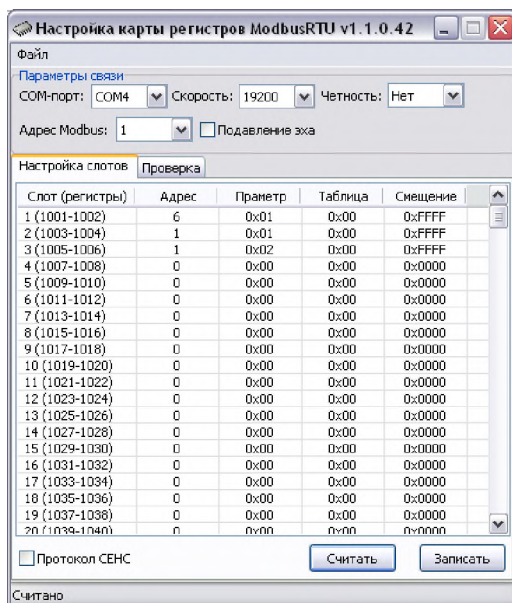 Настройка карты регистров ModbusRTU v1.1.0.42
Файл
Параметры связи
COM-порт: COM4 Скорость: 19200 Четность: Нет
Адрес Modbus: 1 Подавление эха
Настройка слотов Проверка
Слот (регистры) Адрес Праметр Таблица Смещение
1 (1001-1002) 6 0x01 0x00 0xFFFF
2 (1003-1004) 1 0x01 0x00 0xFFFF
3 (1005-1006) 1 0x02 0x00 0xFFFF
4 (1007-1008) 0 0x00 0x00 0x0000
5 (1009-1010) 0 0x00 0x00 0x0000
6 (1011-1012) 0 0x00 0x00 0x0000
7 (1013-1014) 0 0x00 0x00 0x0000
8 (1015-1016) 0 0x00 0x00 0x0000
9 (1017-1018) 0 0x00 0x00 0x0000
10 (1019-1020) 0 0x00 0x00 0x0000
11 (1021-1022) 0 0x00 0x00 0x0000
12 (1023-1024) 0 0x00 0x00 0x0000
13 (1025-1026) 0 0x00 0x00 0x0000
14 (1027-1028) 0 0x00 0x00 0x0000
15 (1029-1030) 0 0x00 0x00 0x0000
16 (1031-1032) 0 0x00 0x00 0x0000
17 (1033-1034) 0 0x00 0x00 0x0000
18 (1035-1036) 0 0x00 0x00 0x0000
19 (1037-1038) 0 0x00 0x00 0x0000
20 (1039-1040) 0 0x00 0x00 0x0000
Протокол СЕНС Считать Записать
Считано